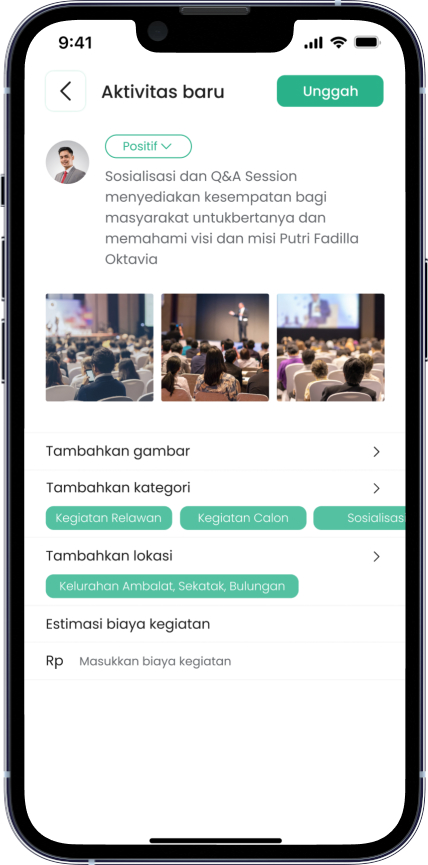 9:41
Aktivitas baru
Unggah
Positif
Sosialisasi dan Q&A Session
menyediakan kesempatan bagi
masyarakat untukbertanya dan
memahami visi dan misi Putri Fadilla
Oktavia
Tambahkan gambar
Tambahkan kategori
Kegiatan Relawan
Kegiatan Calon
Sosialisas
Tambahkan lokasi
Kelurahan Ambalat, Sekatak, Bulungan
Estimasi biaya kegiatan
Rp Masukkan biaya kegiatan